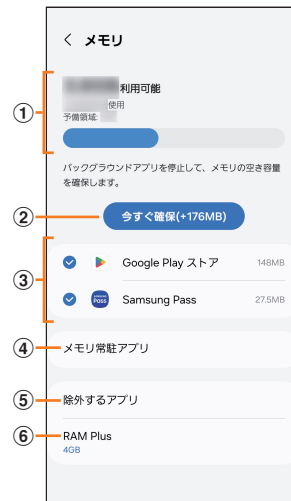 メモリ
①
利用可能
使用
予備領域:
バックグラウンドアプリを停止して、メモリの空き容量
を確保します。
② 今すぐ確保(+176MB)
③
Google Play ストア 148MB
Pass Samsung Pass 27.5MB
④ メモリ常駐アプリ
⑤ 除外するアプリ
⑥ RAM Plus
4GB